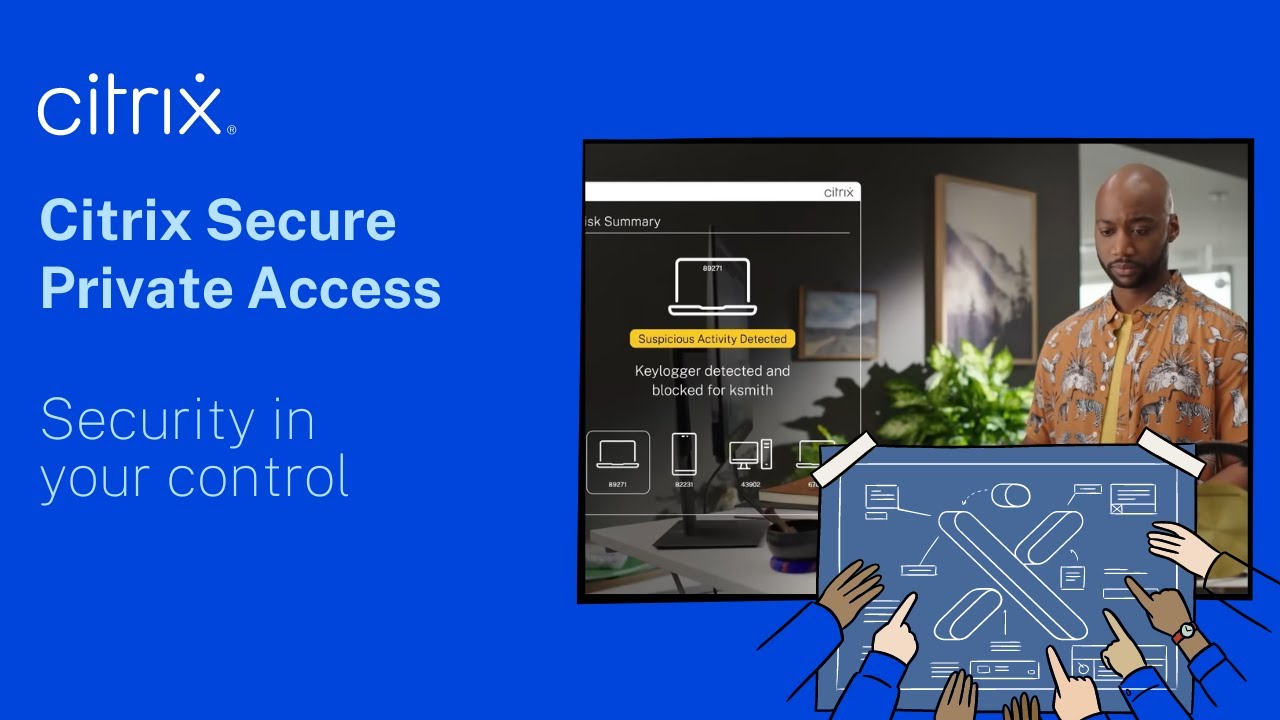 citrix®
Citrix Secure
Private Access
Security in
your control
citrix
isk Summary
89271
Suspicious Activity Detected
Keylogger detected and
blocked for ksmith
89271
82231
43902